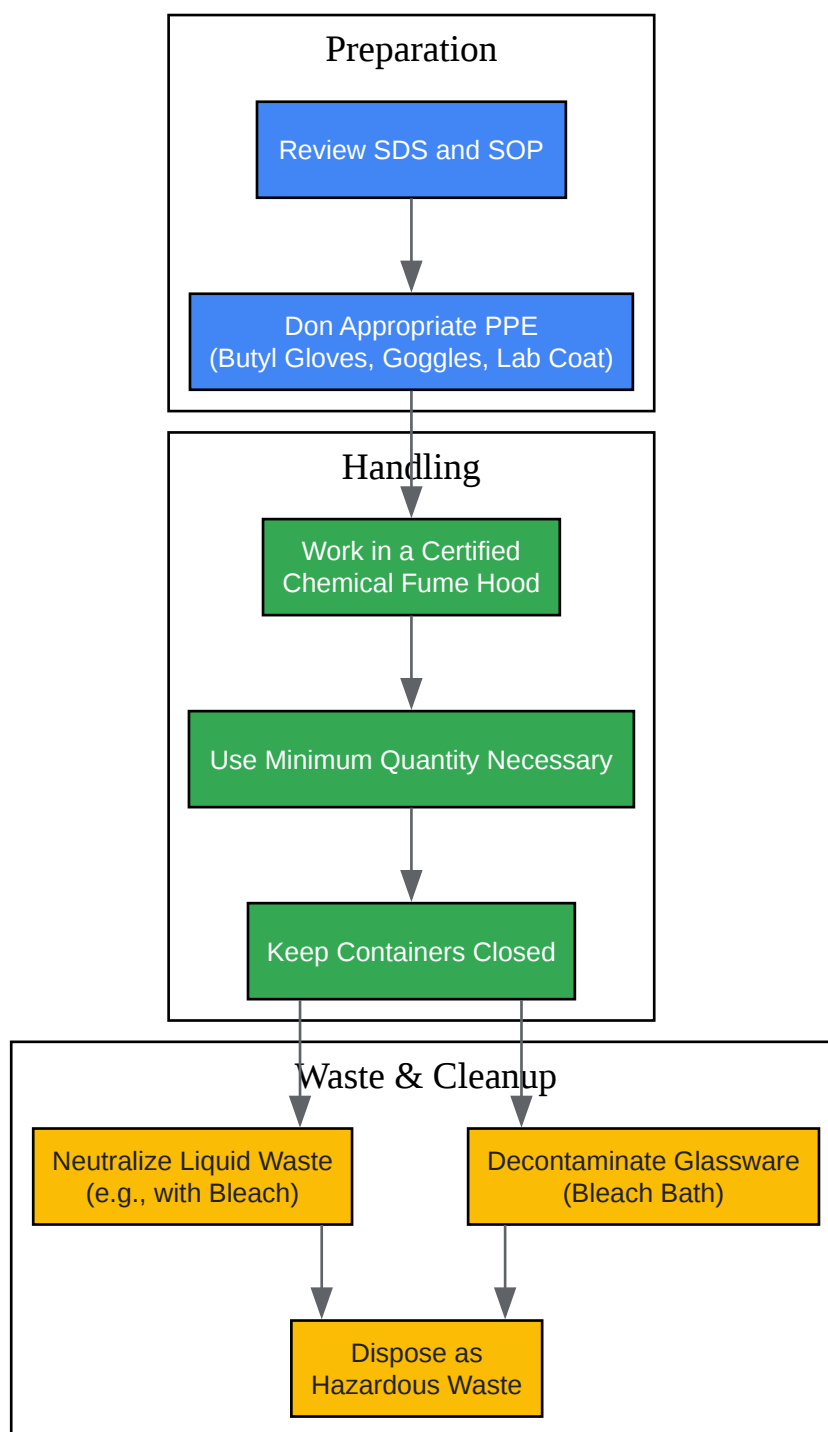 Preparation
Review SDS and SOP
Don Appropriate PPE
(Butyl Gloves, Goggles, Lab Coat)
Handling
Work in a Certified
Chemical Fume Hood
Use Minimum Quantity Necessary
Keep Containers Closed
Waste & Cleanup
Neutralize Liquid Waste
(e.g., with Bleach)
Decontaminate Glassware
(Bleach Bath)
Dispose as
Hazardous Waste